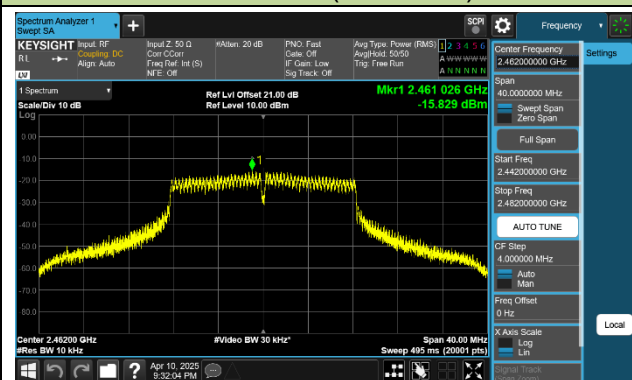 Spectrum Analyzer 1
Swept SA
+
SCPI
Frequency
KEYSIGHT
RL
LXI
Input: RF
Coupling: DC
Align: Auto
Input Z: 50 Ω
Corr CCorr
Freq Ref: Int (S)
NFE: Off
#Atten: 20 dB
PNO: Fast
Gate: Off
IF Gain: Low
Sig Track: Off
Avg Type: Power (RMS)
Avg|Hold: 50/50
Trig: Free Run
1 2 3 4 5 6
A W W W W W
A N N N N N
Settings
Center Frequency
2.462000000 GHz
Span
40.0000000 MHz
Swept Span
Zero Span
Full Span
Start Freq
2.442000000 GHz
Stop Freq
2.482000000 GHz
AUTO TUNE
CF Step
4.000000 MHz
Auto
Man
Freq Offset
0 Hz
X Axis Scale
Log
Lin
Signal Track
(Span Zoom)
Local
1 Spectrum
Scale/Div 10 dB
Log
Ref Lvl Offset 21.00 dB
Ref Level 10.00 dBm
Mkr1 2.461 026 GHz
-15.829 dBm
1
0.00
-10.0
-20.0
-30.0
-40.0
-50.0
-60.0
-70.0
-80.0
Center 2.46200 GHz
#Res BW 10 kHz
#Video BW 30 kHz*
Span 40.00 MHz
Sweep 495 ms (20001 pts)
?
Apr 10, 2025
9:32:04 PM